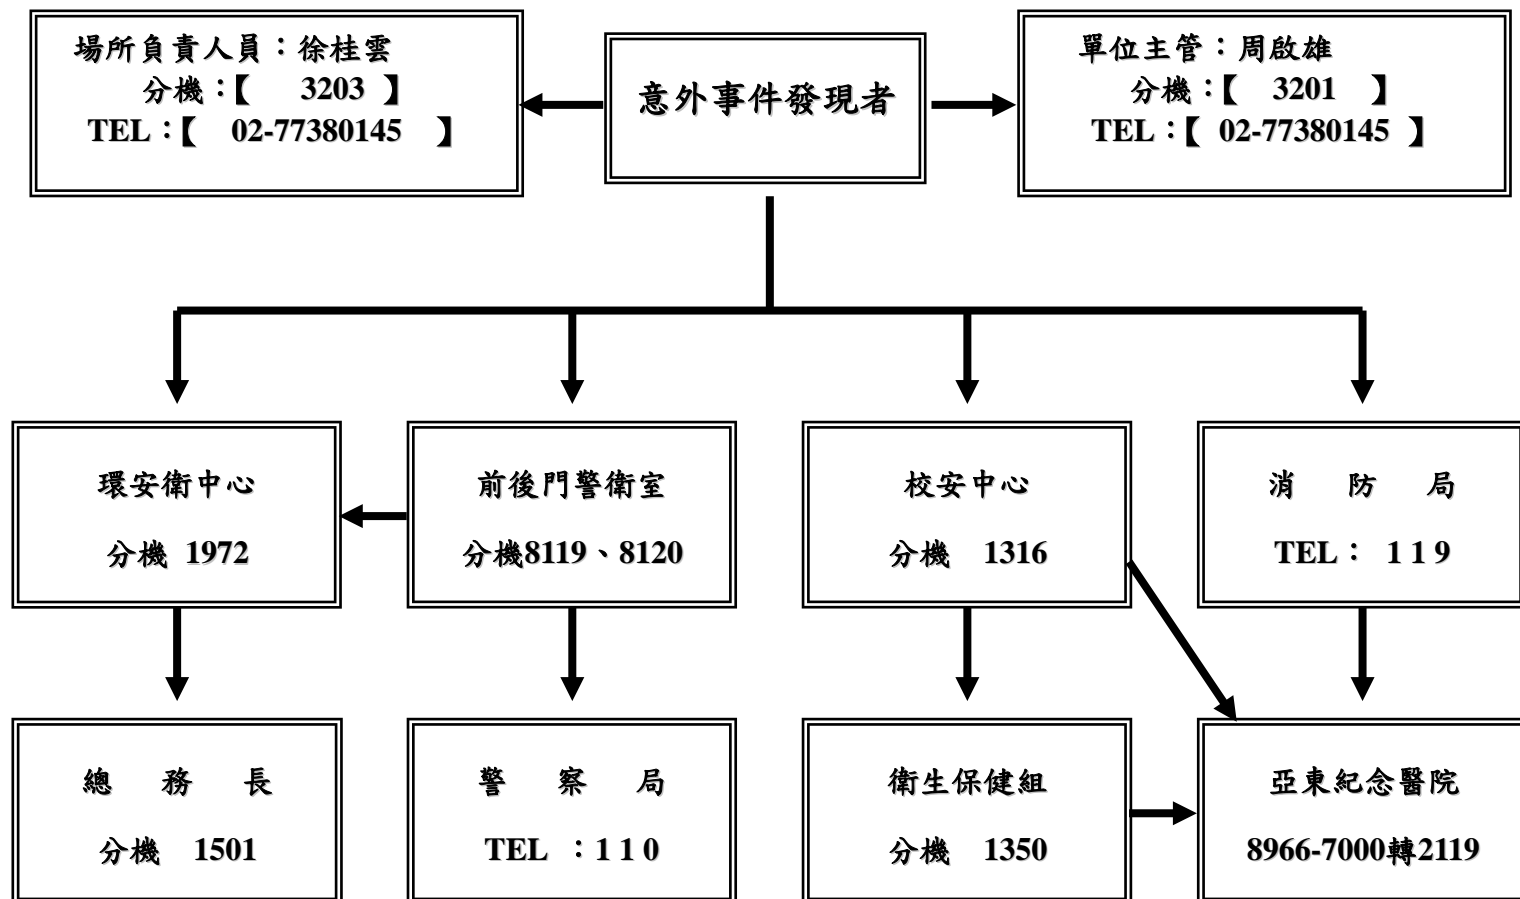 場所負責人員：徐桂雲
分機：【 3203 】
TEL：【 02-77380145 】
意外事件發現者
單位主管：周啟雄
分機：【 3201 】
TEL：【 02-77380145 】
環安衛中心
分機 1972
前後門警衛室
分機8119、8120
校安中心
分機 1316
消 防 局
TEL： 1 1 9
總 務 長
分機 1501
警 察 局
TEL ：1 1 0
衛生保健組
分機 1350
亞東紀念醫院
8966-7000轉2119